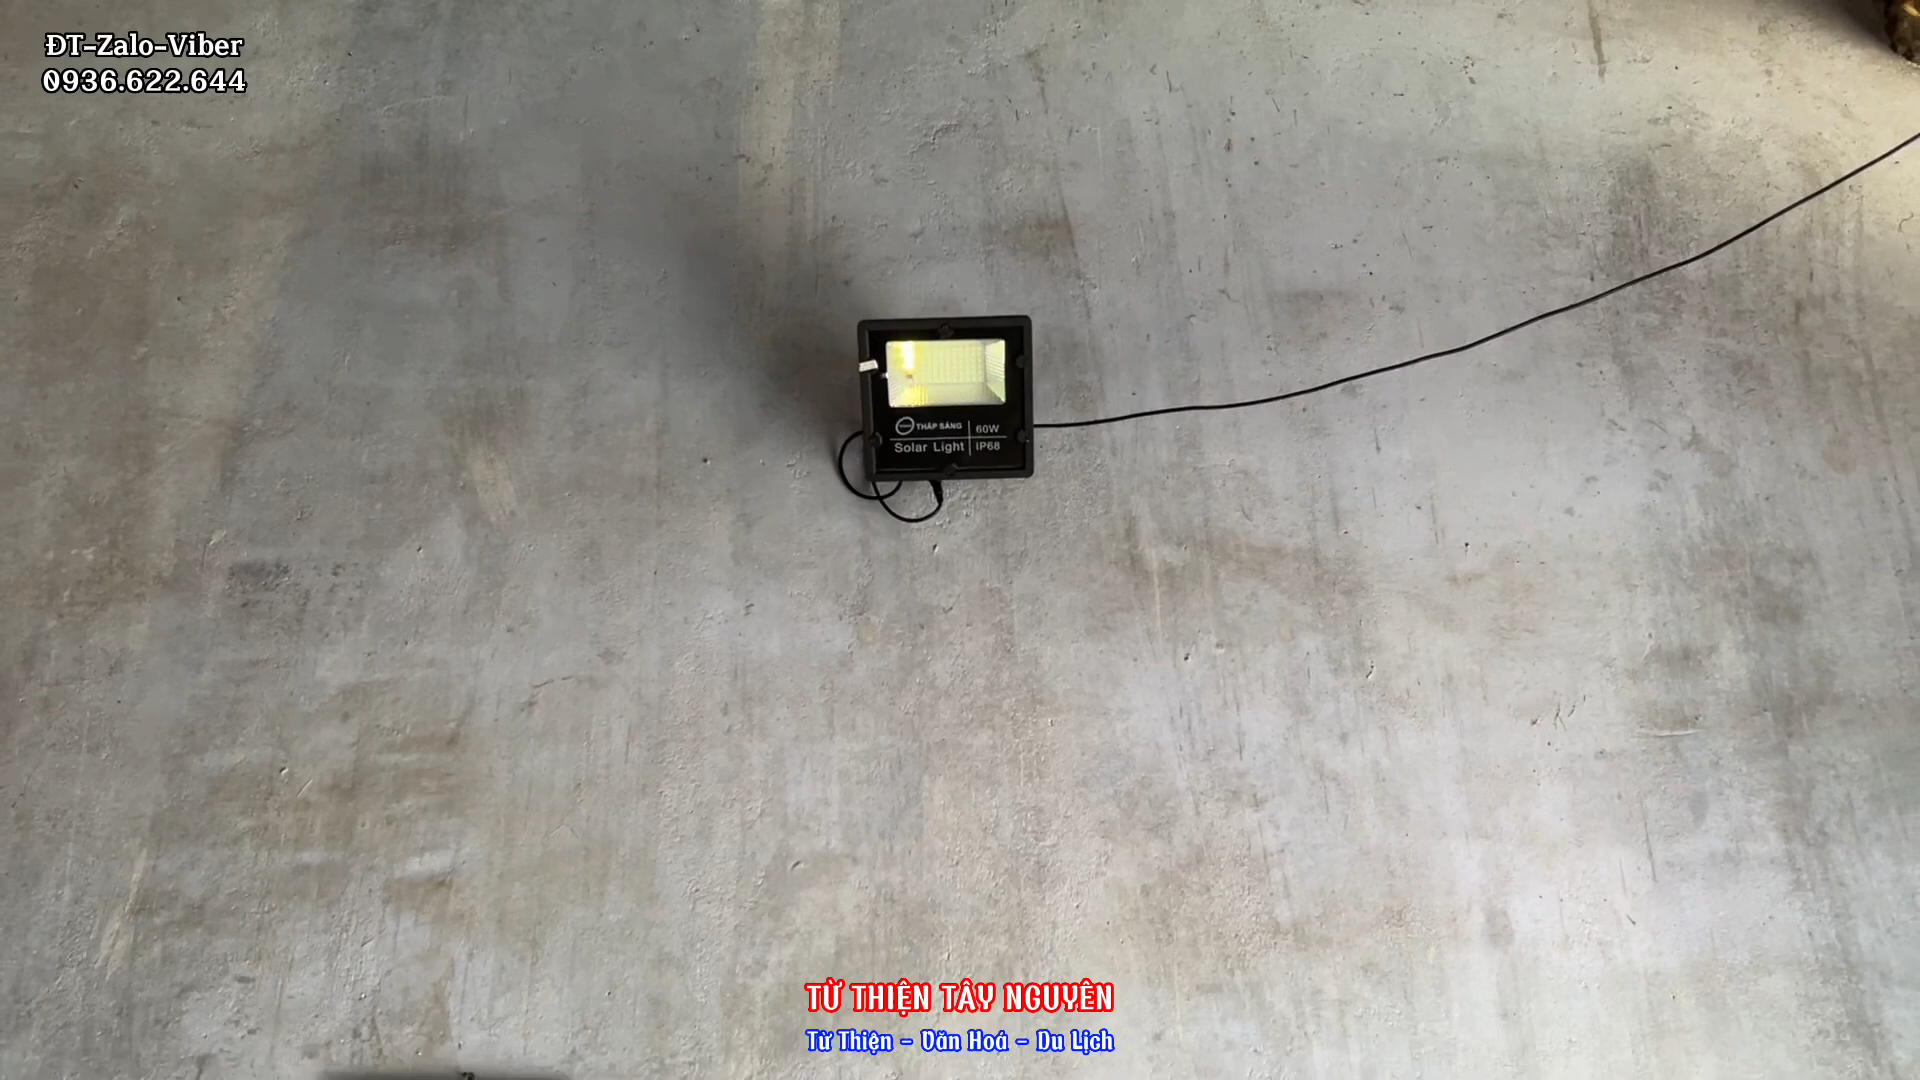 ĐT-Zalo-Viber
0936.622.644
THẮP SÁNG
60W
Solar Light
IP68
TỪ THIỆN TÂY NGUYÊN
Từ Thiện - Văn Hoá - Du Lịch